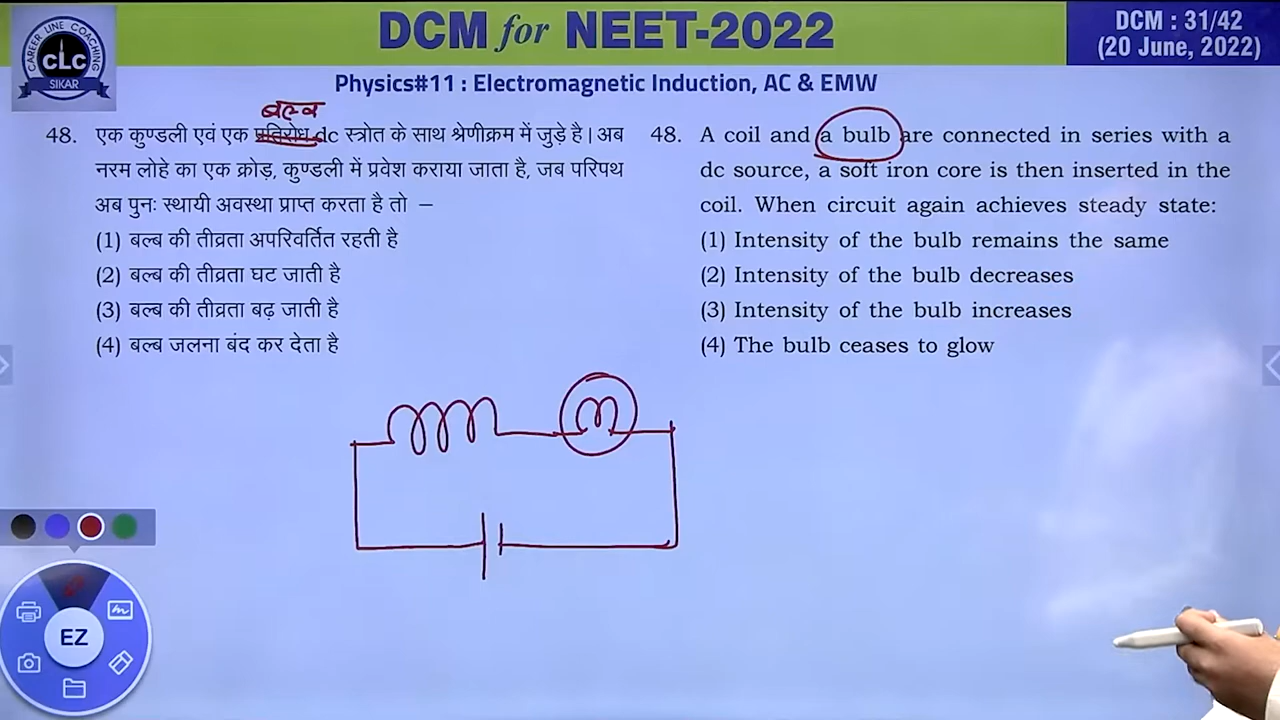 CAREER LINE COACHING
CLC
SIKAR
DCM for NEET-2022
DCM : 31/42
(20 June, 2022)
Physics#11 : Electromagnetic Induction, AC & EMW
बल्ब
48. एक कुण्डली एवं एक प्रतिरोध dc स्त्रोत के साथ श्रेणीक्रम में जुड़े है। अब
नरम लोहे का एक क्रोड़, कुण्डली में प्रवेश कराया जाता है, जब परिपथ
अब पुनः स्थायी अवस्था प्राप्त करता है तो –
(1) बल्ब की तीव्रता अपरिवर्तित रहती है
(2) बल्ब की तीव्रता घट जाती है
(3) बल्ब की तीव्रता बढ़ जाती है
(4) बल्ब जलना बंद कर देता है
48. A coil and a bulb are connected in series with a
dc source, a soft iron core is then inserted in the
coil. When circuit again achieves steady state:
(1) Intensity of the bulb remains the same
(2) Intensity of the bulb decreases
(3) Intensity of the bulb increases
(4) The bulb ceases to glow
EZ